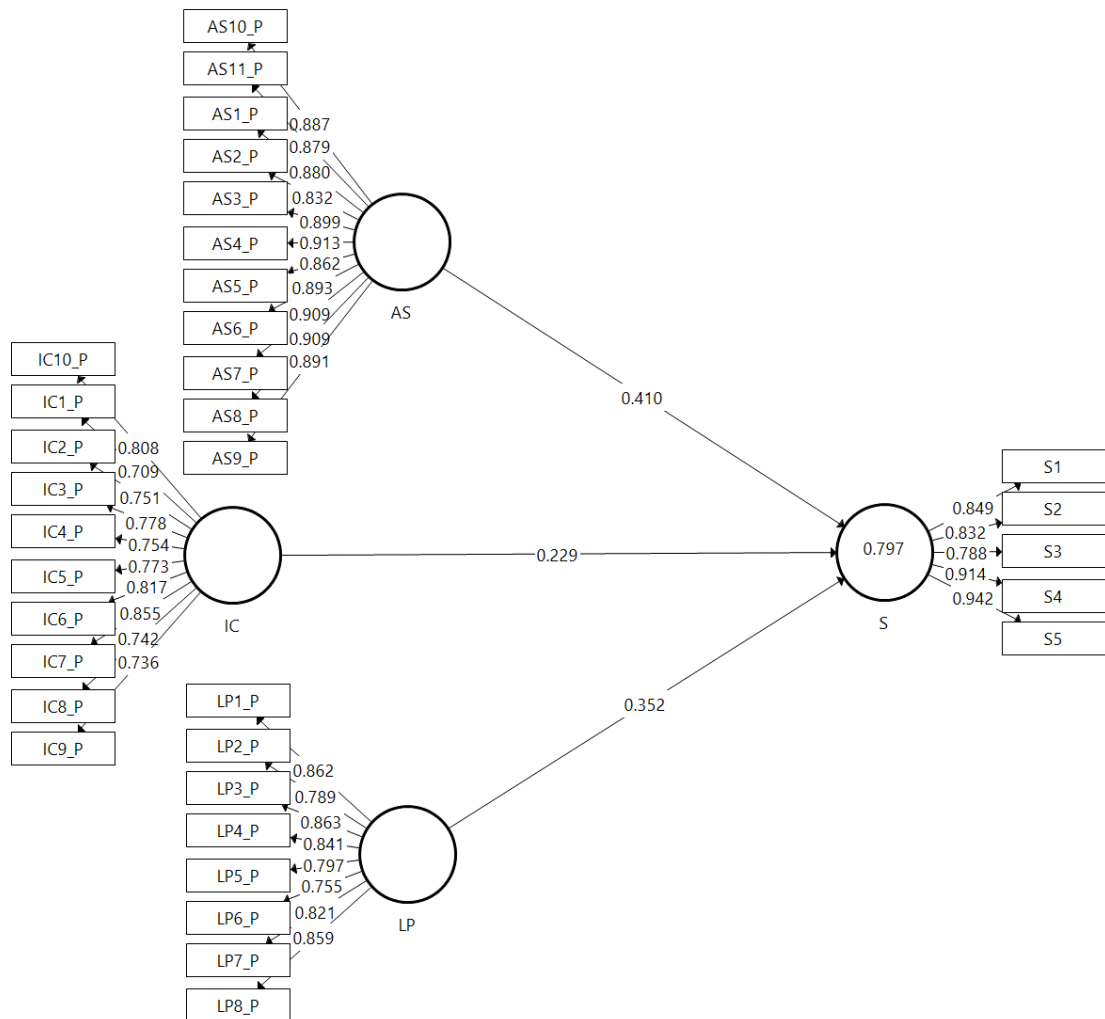 AS10_P
AS11_P
AS1_P
AS2_P
AS3_P
AS4_P
AS5_P
AS6_P
AS7_P
AS8_P
AS9_P
0.887
0.879
0.880
0.832
0.899
0.913
0.862
0.893
0.909
0.909
0.891
AS
0.410
IC10_P
IC1_P
IC2_P
IC3_P
IC4_P
IC5_P
IC6_P
IC7_P
IC8_P
IC9_P
0.808
0.709
0.751
0.778
0.754
0.773
0.817
0.855
0.742
0.736
IC
0.229
LP1_P
LP2_P
LP3_P
LP4_P
LP5_P
LP6_P
LP7_P
LP8_P
0.862
0.789
0.863
0.841
0.797
0.755
0.821
0.859
LP
0.352
0.797
S
0.849
0.832
0.788
0.914
0.942
S1
S2
S3
S4
S5